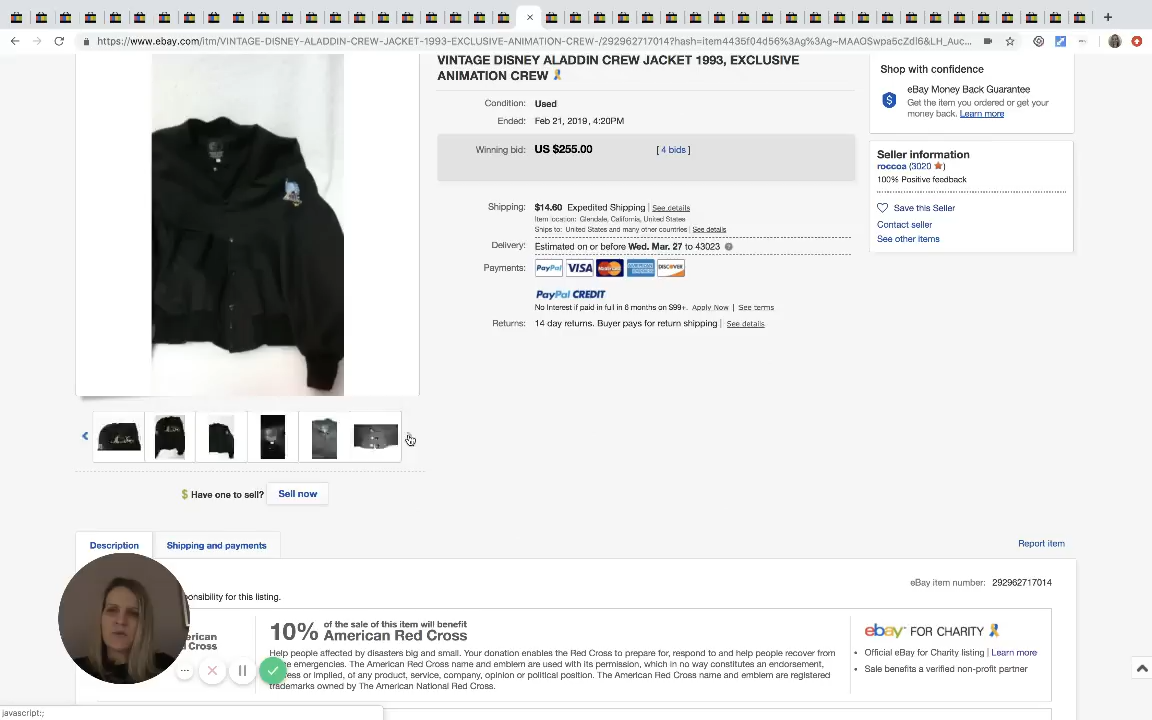 https://www.ebay.com/itm/VINTAGE-DISNEY-ALADDIN-CREW-JACKET-1993-EXCLUSIVE-ANIMATION-CREW-/292962717014?hash=item4435f04d56%3Ag%3Ag~MAAOSwpa5cZdl6&LH_Auc...
VINTAGE DISNEY ALADDIN CREW JACKET 1993, EXCLUSIVE
ANIMATION CREW
Condition: Used
Ended: Feb 21, 2019, 4:20PM
Winning bid: US $255.00 [ 4 bids ]
Shipping: $14.60 Expedited Shipping | See details
Item location: Glendale, California, United States
Ships to: United States and many other countries | See details
Delivery: Estimated on or before Wed. Mar. 27 to 43023
Payments: PayPal VISA MasterCard AMERICAN EXPRESS DISCOVER
PayPal CREDIT
No Interest if paid in full in 6 months on $99+. Apply Now | See terms
Returns: 14 day returns. Buyer pays for return shipping | See details
Shop with confidence
eBay Money Back Guarantee
Get the item you ordered or get your
money back. Learn more
Seller information
roccoa (3020 )
100% Positive feedback
Save this Seller
Contact seller
See other items
$ Have one to sell? Sell now
Description Shipping and payments
Report item
eBay item number: 292962717014
onsibility for this listing.
erican
Cross
10% of the sale of this item will benefit
American Red Cross
Help people affected by disasters big and small. Your donation enables the Red Cross to prepare for, respond to and help people recover from
e emergencies. The American Red Cross name and emblem are used with its permission, which in no way constitutes an endorsement,
ress or implied, of any product, service, company, opinion or political position. The American Red Cross name and emblem are registered
trademarks owned by The American National Red Cross.
ebay FOR CHARITY
Official eBay for Charity listing | Learn more
Sale benefits a verified non-profit partner
javascript:;